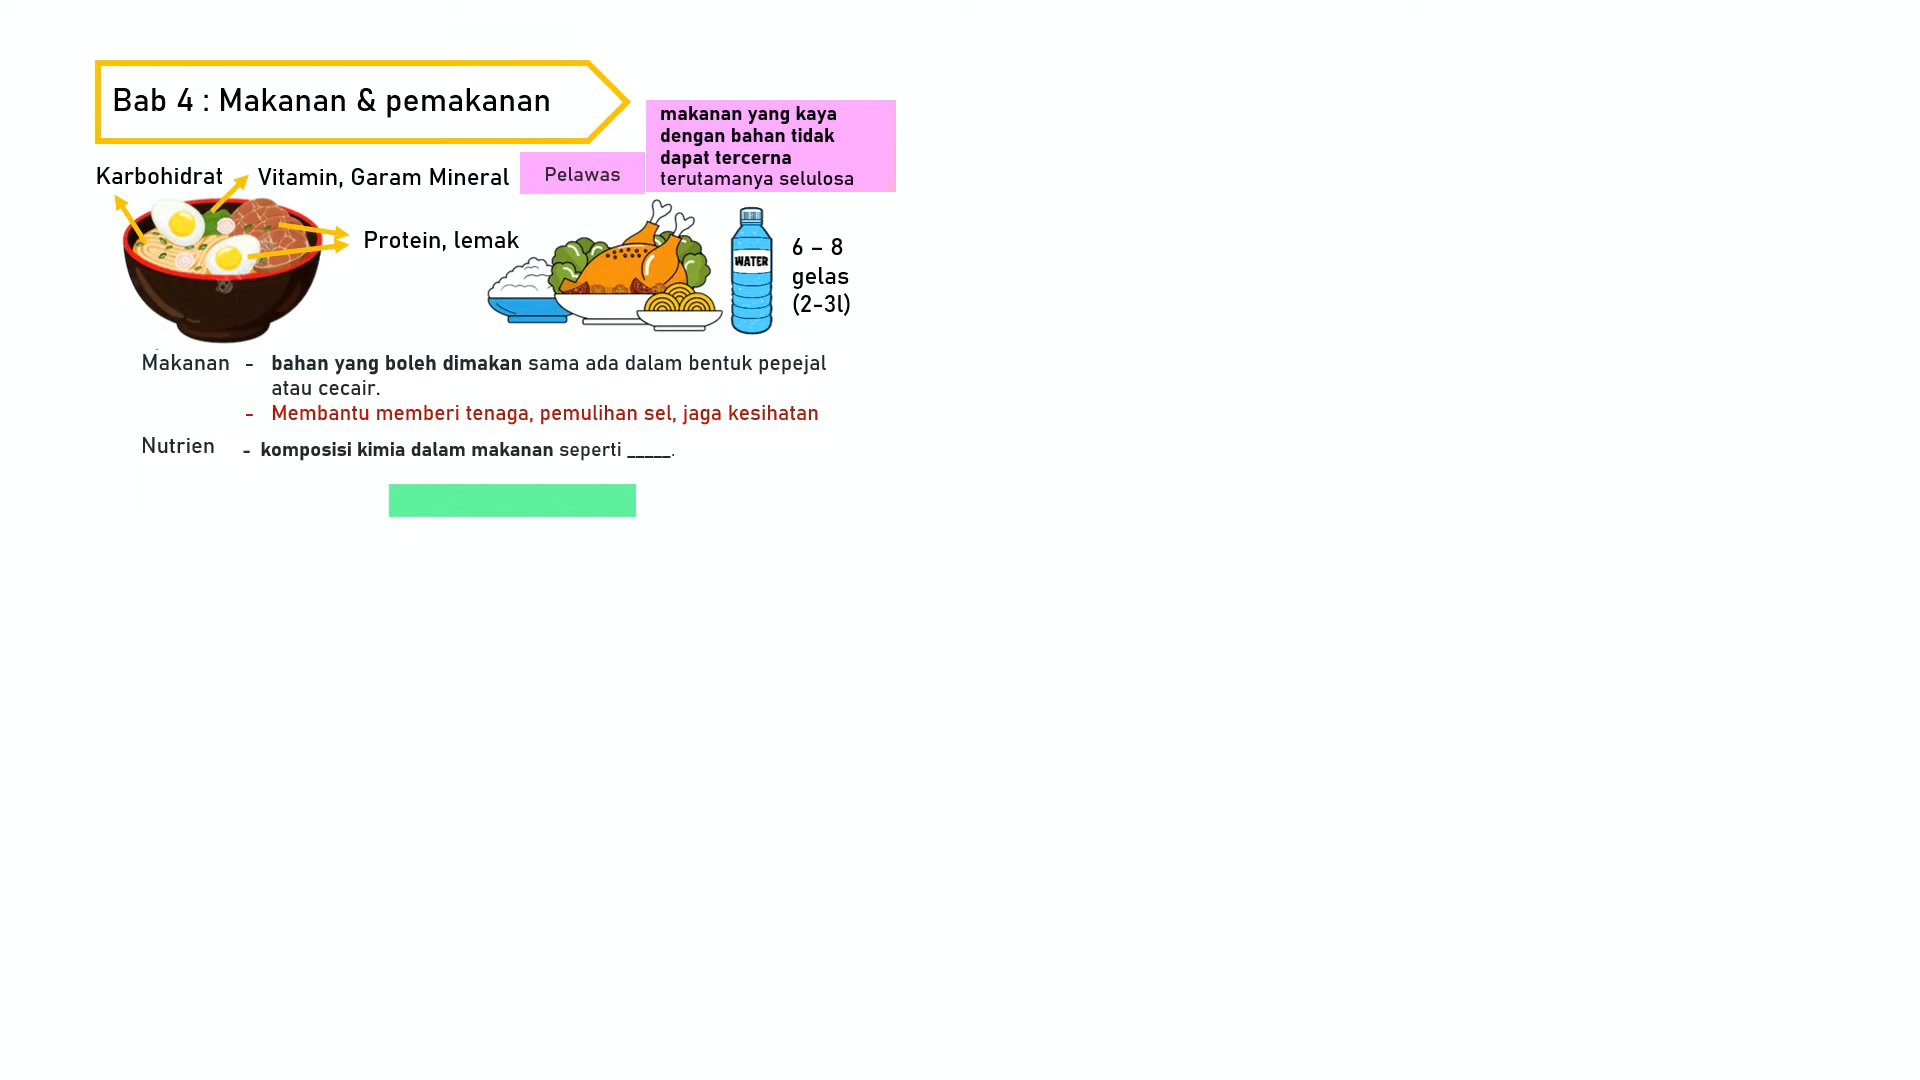 Bab 4 : Makanan & pemakanan
makanan yang kaya
dengan bahan tidak
dapat tercerna
terutamanya selulosa
Karbohidrat
Vitamin, Garam Mineral
Pelawas
Protein, lemak
WATER
6 – 8
gelas
(2-3l)
Makanan - bahan yang boleh dimakan sama ada dalam bentuk pepejal
atau cecair.
- Membantu memberi tenaga, pemulihan sel, jaga kesihatan
Nutrien - komposisi kimia dalam makanan seperti _____.